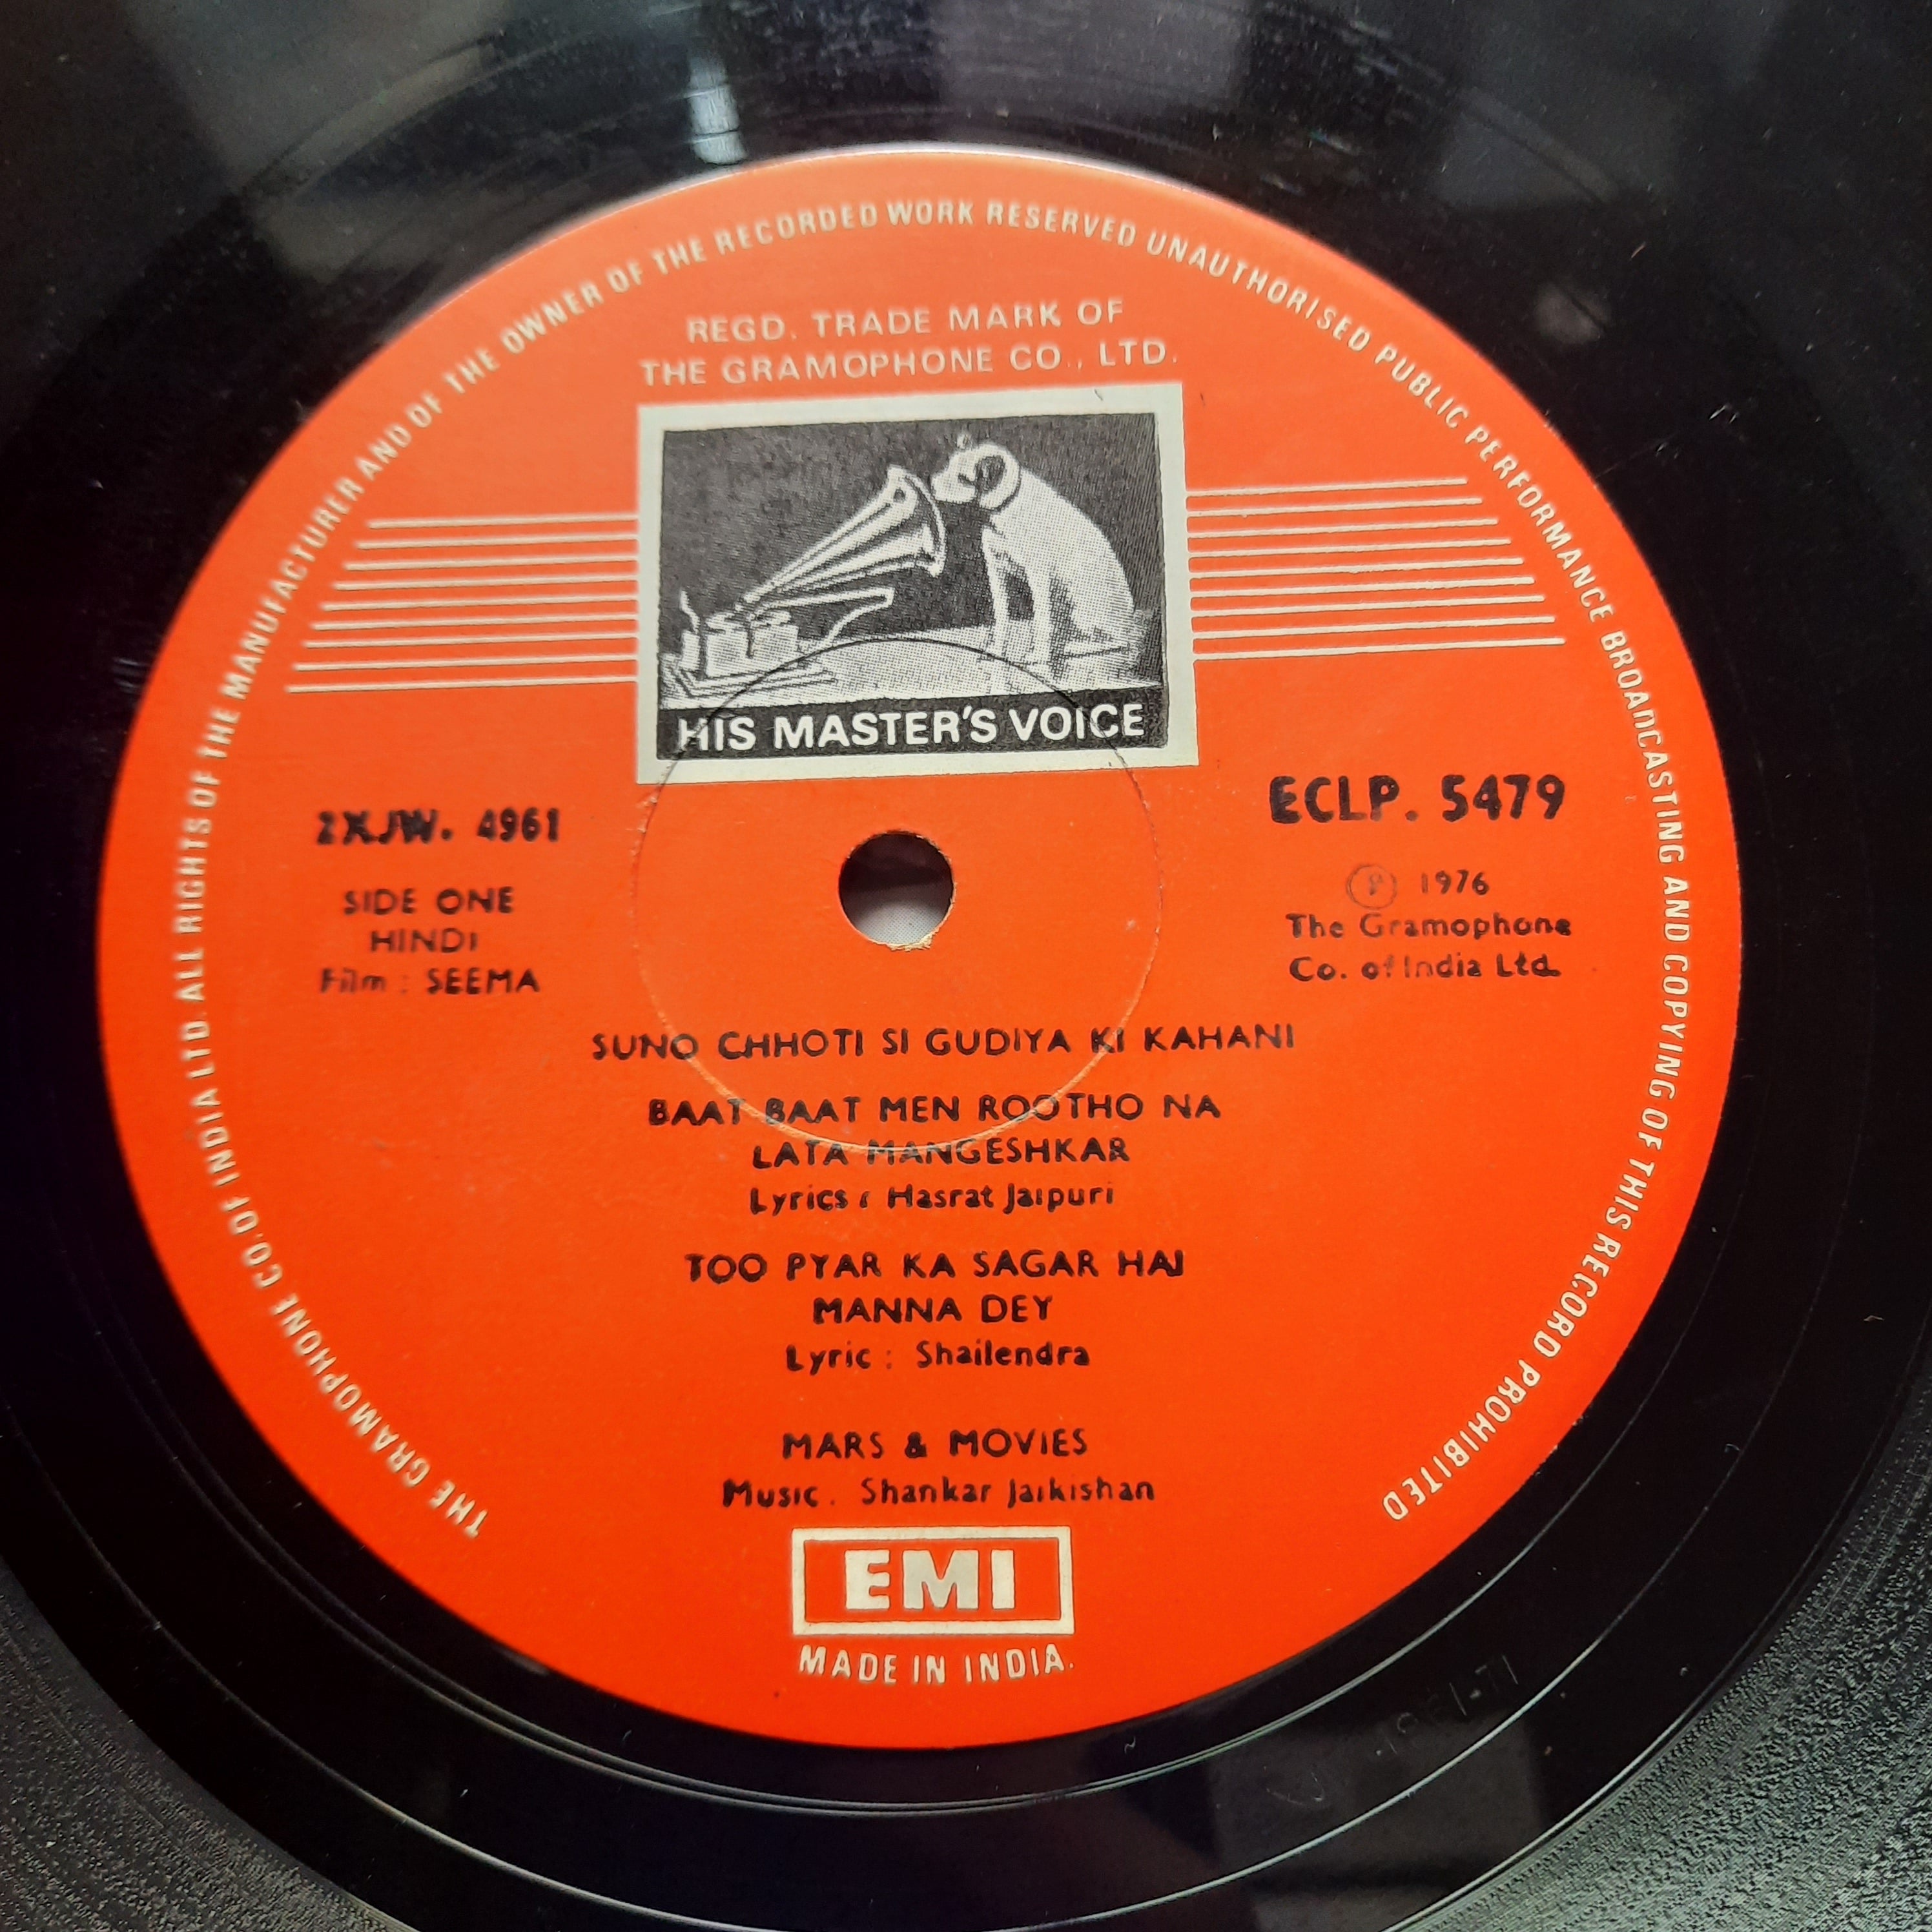 THE GRAMOPHONE CO. OF INDIA LTD. ALL RIGHTS OF THE MANUFACTURER AND OF THE OWNER OF THE RECORDED WORK RESERVED UNAUTHORISED PUBLIC PERFORMANCE BROADCASTING AND COPYING OF THIS RECORD PROHIBITED
REGD. TRADE MARK OF
THE GRAMOPHONE CO., LTD.
HIS MASTER'S VOICE
2XJW. 4961
ECLP. 5479
SIDE ONE
HINDI
Film : SEEMA
℗ 1976
The Gramophone
Co. of India Ltd.
SUNO CHHOTI SI GUDIYA KI KAHANI
BAAT BAAT MEN ROOTHO NA
LATA MANGESHKAR
Lyrics : Hasrat Jaipuri
TOO PYAR KA SAGAR HAI
MANNA DEY
Lyric : Shailendra
MARS & MOVIES
Music. Shankar Jaikishan
EMI
MADE IN INDIA.